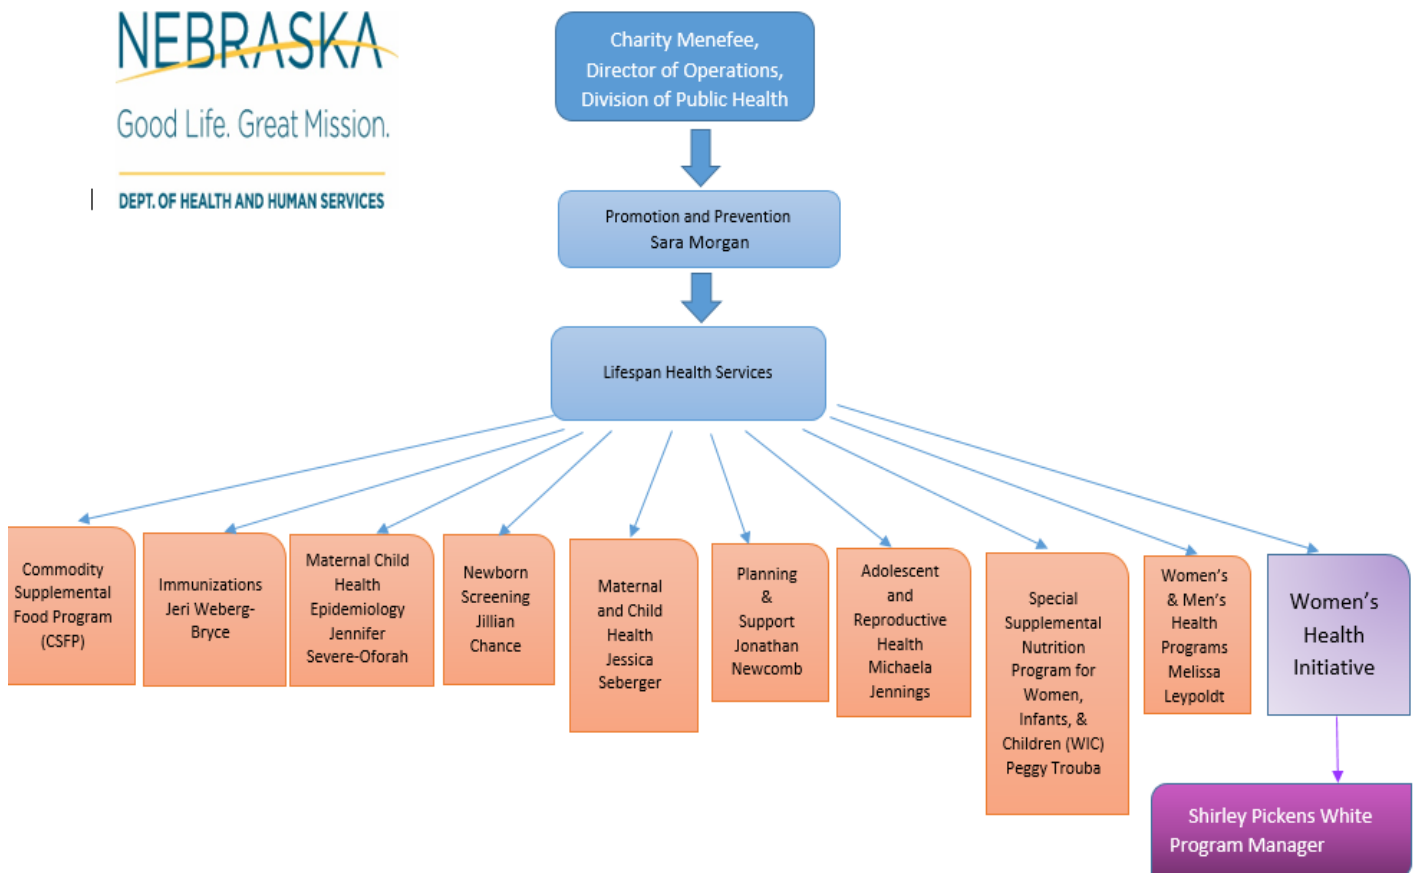 NEBRASKA
Good Life. Great Mission.
DEPT. OF HEALTH AND HUMAN SERVICES
Charity Menefee,
Director of Operations,
Division of Public Health
Promotion and Prevention
Sara Morgan
Lifespan Health Services
Commodity
Supplemental
Food Program
(CSFP)
Immunizations
Jeri Weberg-
Bryce
Maternal Child
Health
Epidemiology
Jennifer
Severe-Oforah
Newborn
Screening
Jillian
Chance
Maternal
and Child
Health
Jessica
Seberger
Planning
&
Support
Jonathan
Newcomb
Adolescent
and
Reproductive
Health
Michaela
Jennings
Special
Supplemental
Nutrition
Program for
Women,
Infants, &
Children (WIC)
Peggy Trouba
Women's
& Men's
Health
Programs
Melissa
Leypoldt
Women's
Health
Initiative
Shirley Pickens White
Program Manager